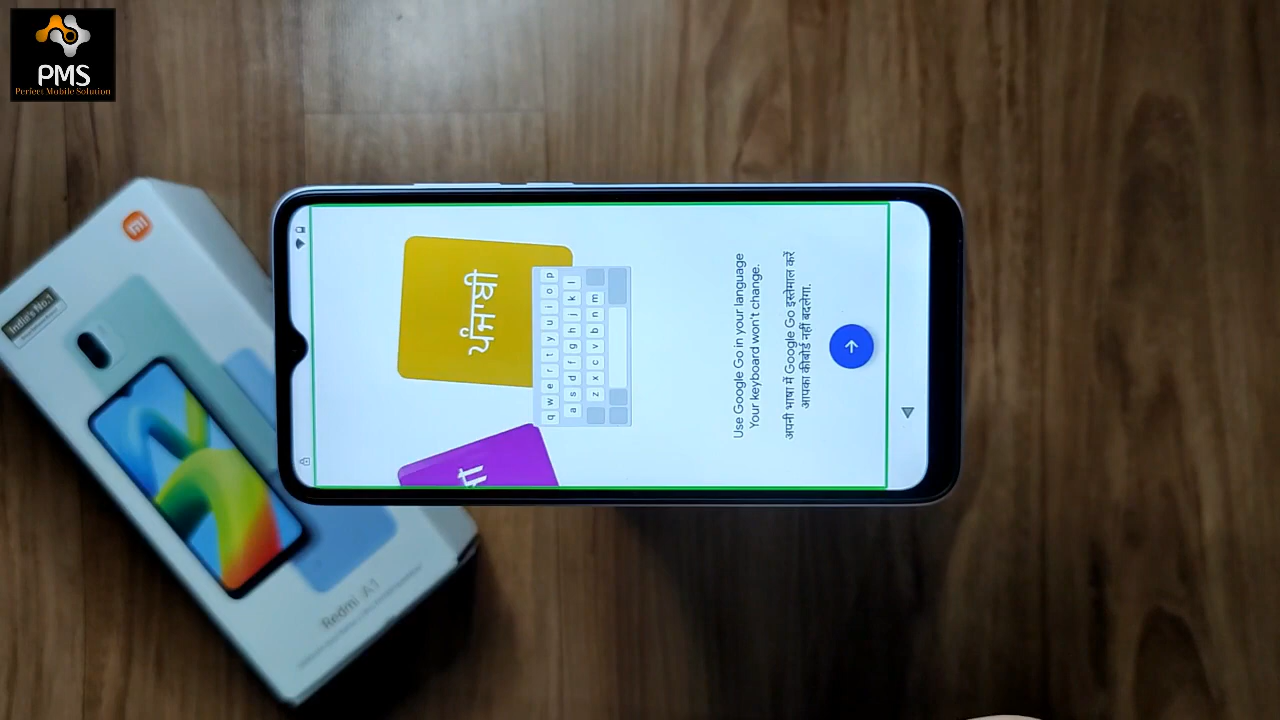 PMS
Perfect Mobile Solution
India's No.1
Redmi A1
ਪੰਜਾਬੀ
q w e r t y u i o p
a s d f g h j k l
z x c v b n m
Use Google Go in your language
Your keyboard won't change.
अपनी भाषा में Google Go इस्तेमाल करें
आपका कीबोर्ड नहीं बदलेगा.